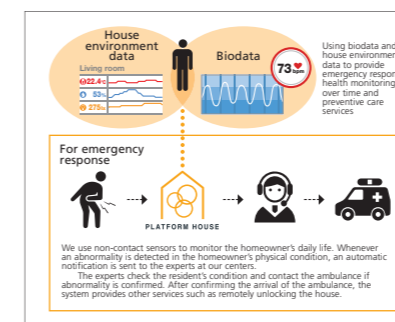 House
environment
data
Living room
22.4°C
53%
275lx
Biodata
73 bpm
Using biodata and
house environmen
data to provide
emergency respon
health monitoring
over time and
preventive care
services
For emergency
response
PLATFORM HOUSE
We use non-contact sensors to monitor the homeowner's daily life. Whenever
an abnormality is detected in the homeowner's physical condition, an automatic
notification is sent to the experts at our centers.
The experts check the resident's condition and contact the ambulance if
abnormality is confirmed. After confirming the arrival of the ambulance, the
system provides other services such as remotely unlocking the house.